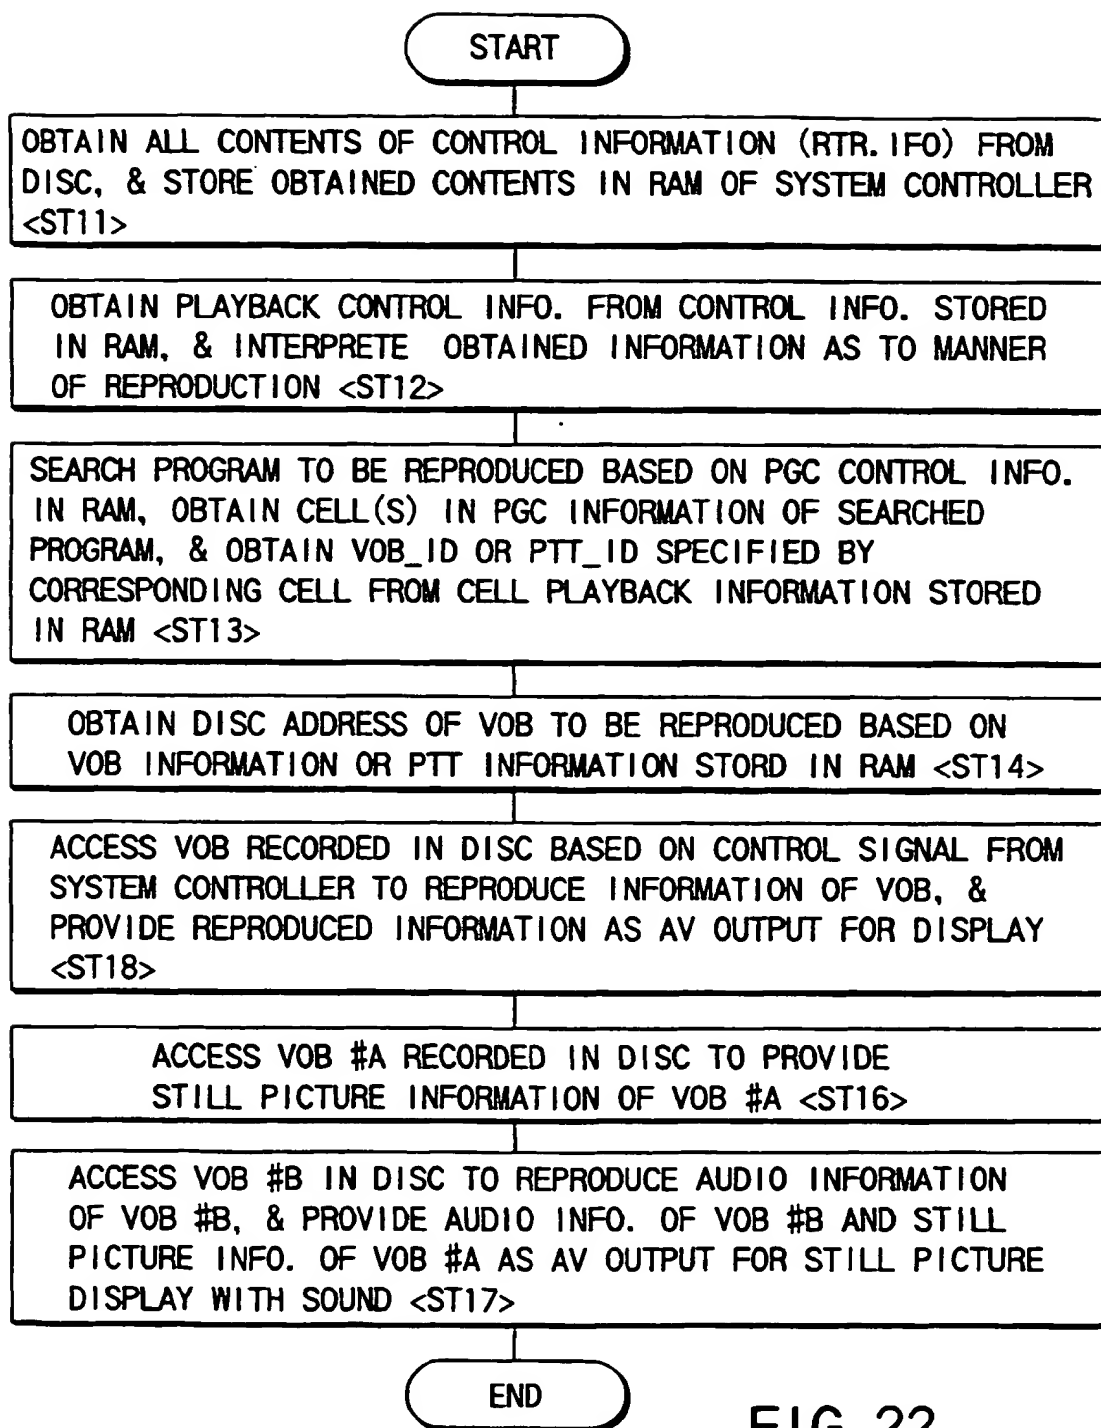 START
OBTAIN ALL CONTENTS OF CONTROL INFORMATION (RTR.IFO) FROM
DISC, & STORE OBTAINED CONTENTS IN RAM OF SYSTEM CONTROLLER
<ST11>
OBTAIN PLAYBACK CONTROL INFO. FROM CONTROL INFO. STORED
IN RAM, & INTERPRETE OBTAINED INFORMATION AS TO MANNER
OF REPRODUCTION <ST12>
SEARCH PROGRAM TO BE REPRODUCED BASED ON PGC CONTROL INFO.
IN RAM, OBTAIN CELL(S) IN PGC INFORMATION OF SEARCHED
PROGRAM, & OBTAIN VOB_ID OR PTT_ID SPECIFIED BY
CORRESPONDING CELL FROM CELL PLAYBACK INFORMATION STORED
IN RAM <ST13>
OBTAIN DISC ADDRESS OF VOB TO BE REPRODUCED BASED ON
VOB INFORMATION OR PTT INFORMATION STORD IN RAM <ST14>
ACCESS VOB RECORDED IN DISC BASED ON CONTROL SIGNAL FROM
SYSTEM CONTROLLER TO REPRODUCE INFORMATION OF VOB, &
PROVIDE REPRODUCED INFORMATION AS AV OUTPUT FOR DISPLAY
<ST18>
ACCESS VOB #A RECORDED IN DISC TO PROVIDE
STILL PICTURE INFORMATION OF VOB #A <ST16>
ACCESS VOB #B IN DISC TO REPRODUCE AUDIO INFORMATION
OF VOB #B, & PROVIDE AUDIO INFO. OF VOB #B AND STILL
PICTURE INFO. OF VOB #A AS AV OUTPUT FOR STILL PICTURE
DISPLAY WITH SOUND <ST17>
END
FIG. 22